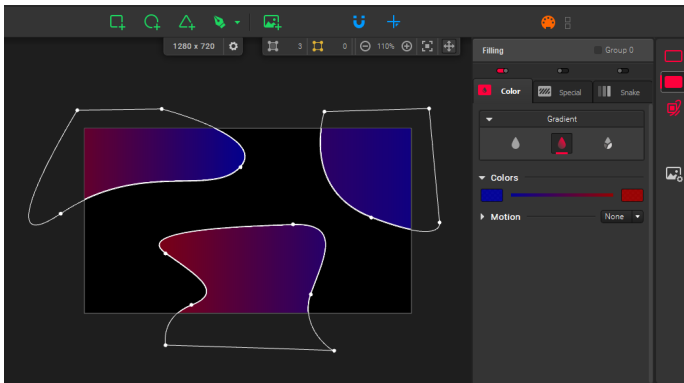 1280 x 720
3
0
110%
Filling
Group 0
Color
Special
Snake
Gradient
Colors
Motion
None